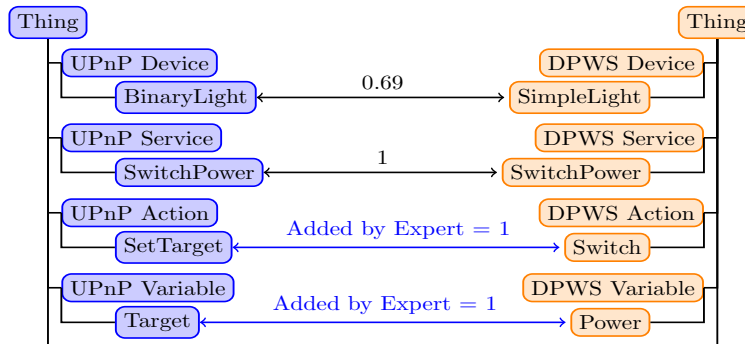 Thing Thing
UPnP Device DPWS Device
BinaryLight 0.69 SimpleLight
UPnP Service DPWS Service
SwitchPower 1 SwitchPower
UPnP Action DPWS Action
SetTarget Added by Expert = 1 Switch
UPnP Variable DPWS Variable
Target Added by Expert = 1 Power